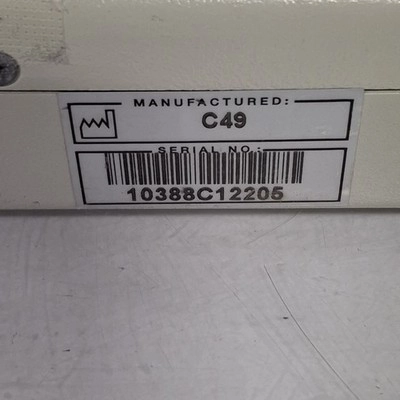 MANUFACTURED:
C49
SERIAL NO.:
10388C12205